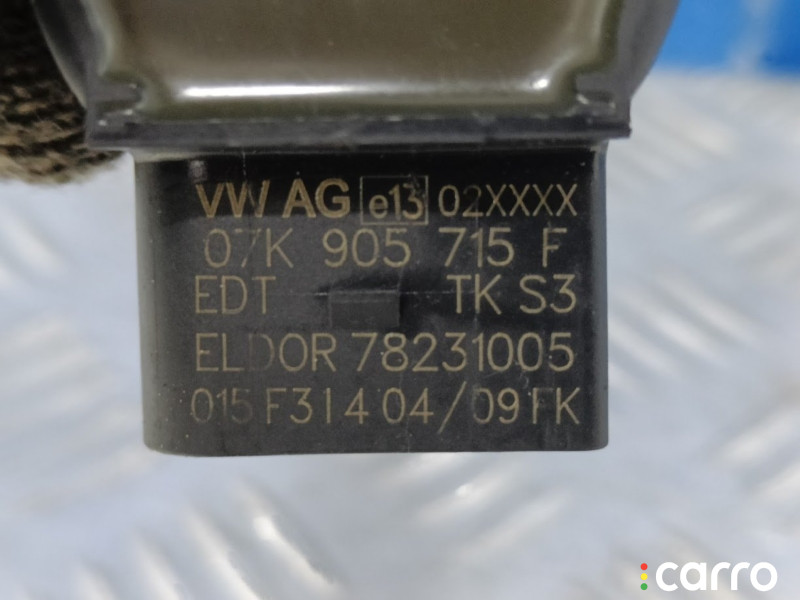 VW AG e13 02XXXX
07K 905 715 F
EDT TK S3
ELDOR 78231005
015 F314 04/09 FK
carro